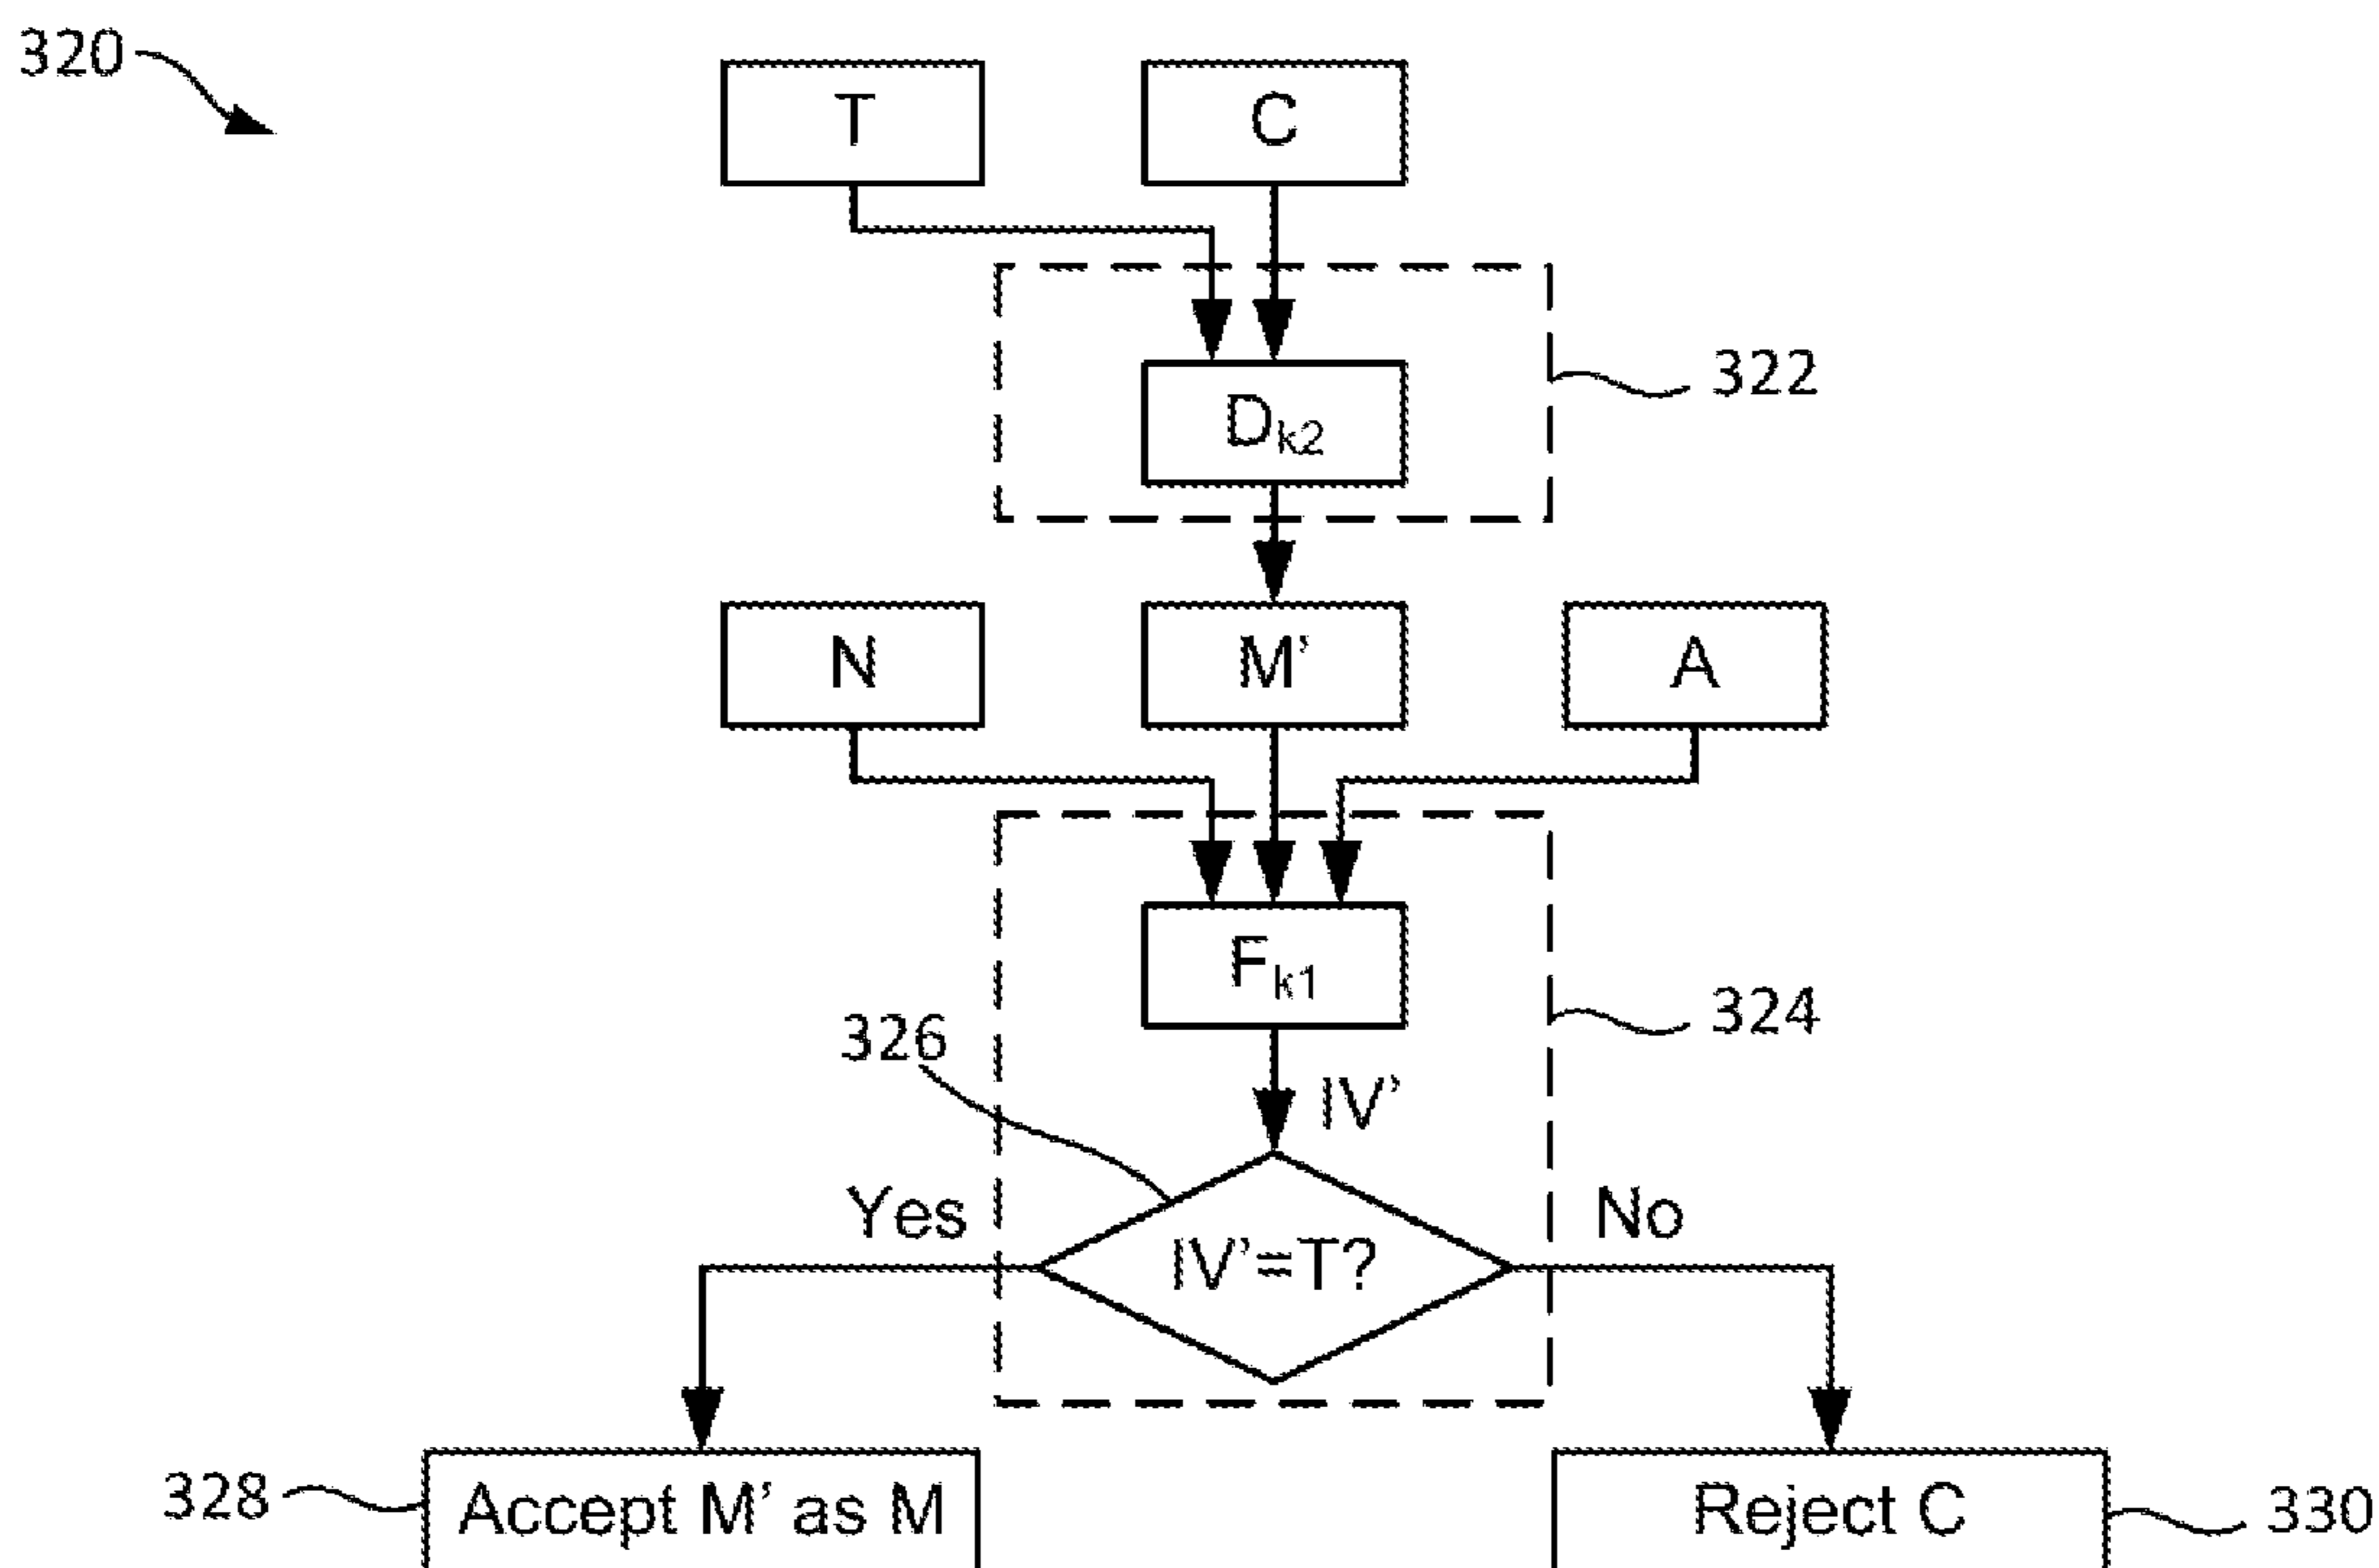 320
T
C
322
Dk2
N
M'
A
Fk1
324
326
IV'
Yes
No
IV'=T?
328
Accept M' as M
Reject C
330